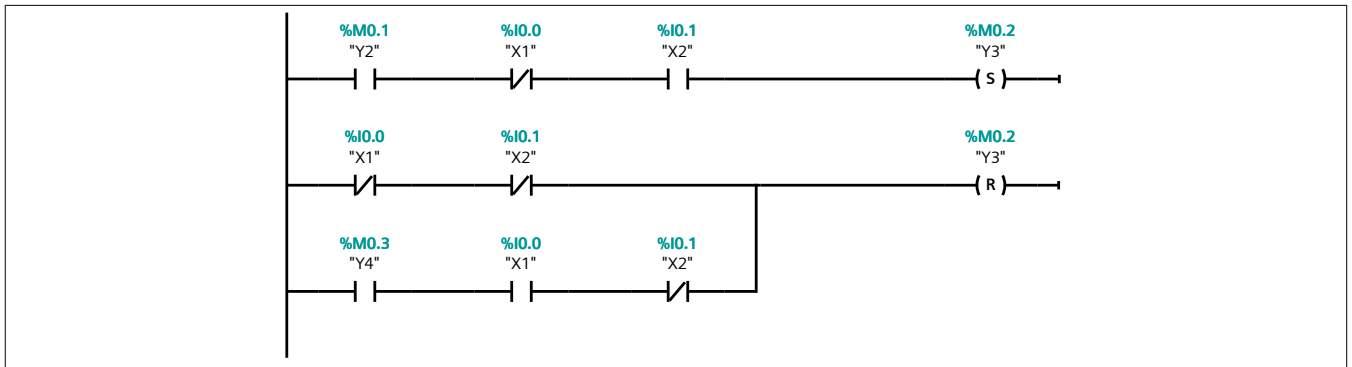 %M0.1 %I0.0 %I0.1 %M0.2
"Y2" "X1" "X2" "Y3"
S
%I0.0 %I0.1 %M0.2
"X1" "X2" "Y3"
R
%M0.3 %I0.0 %I0.1
"Y4" "X1" "X2"